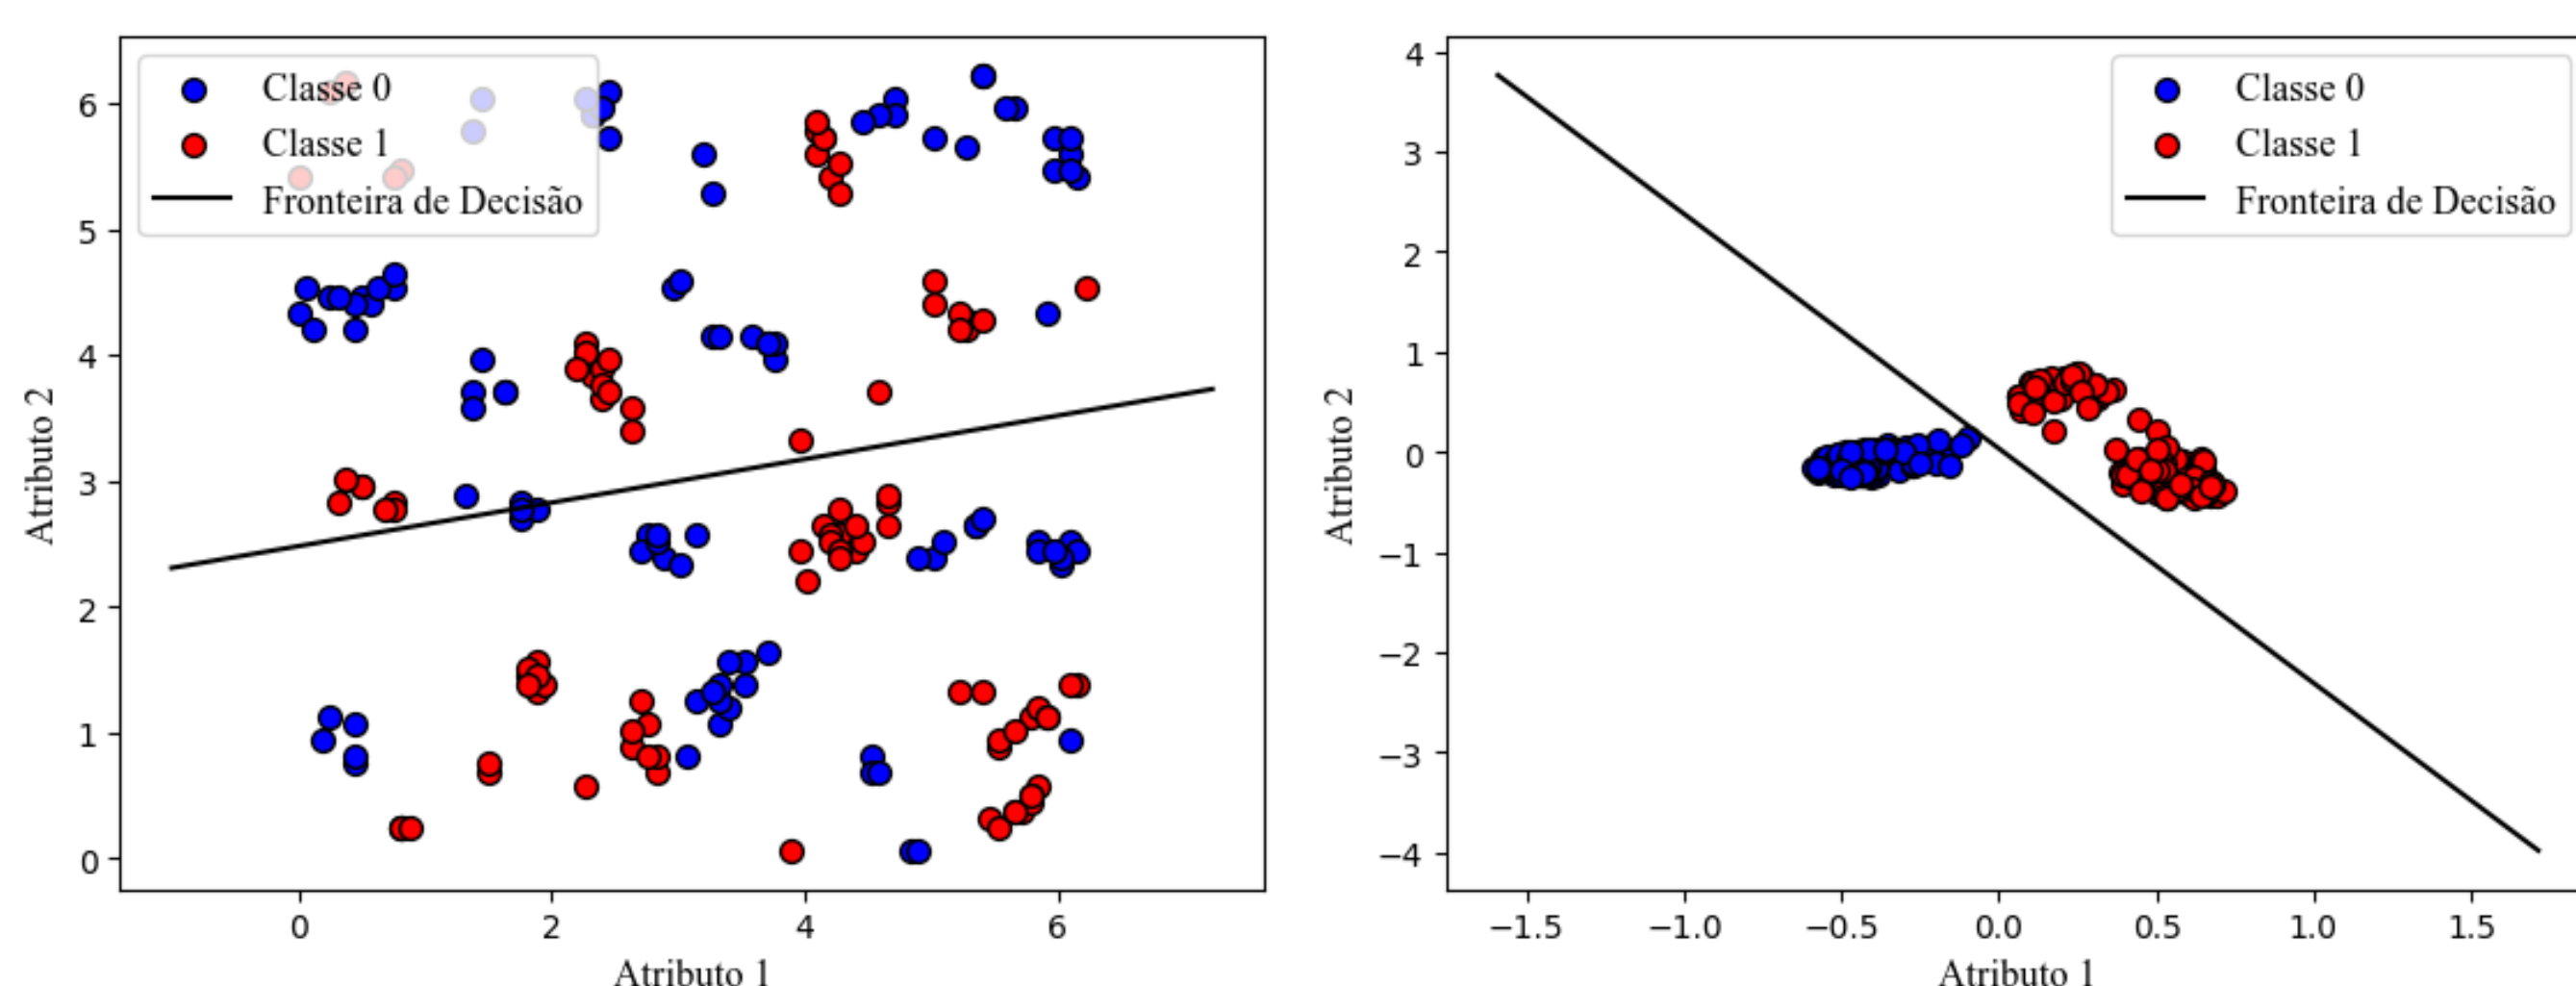 Classe 0
Classe 1
Fronteira de Decisão
6
5
4
3
2
1
0
Atributo 2
0
2
4
6
Atributo 1
Classe 0
Classe 1
Fronteira de Decisão
4
3
2
1
0
−1
−2
−3
−4
Atributo 2
−1.5
−1.0
−0.5
0.0
0.5
1.0
1.5
Atributo 1